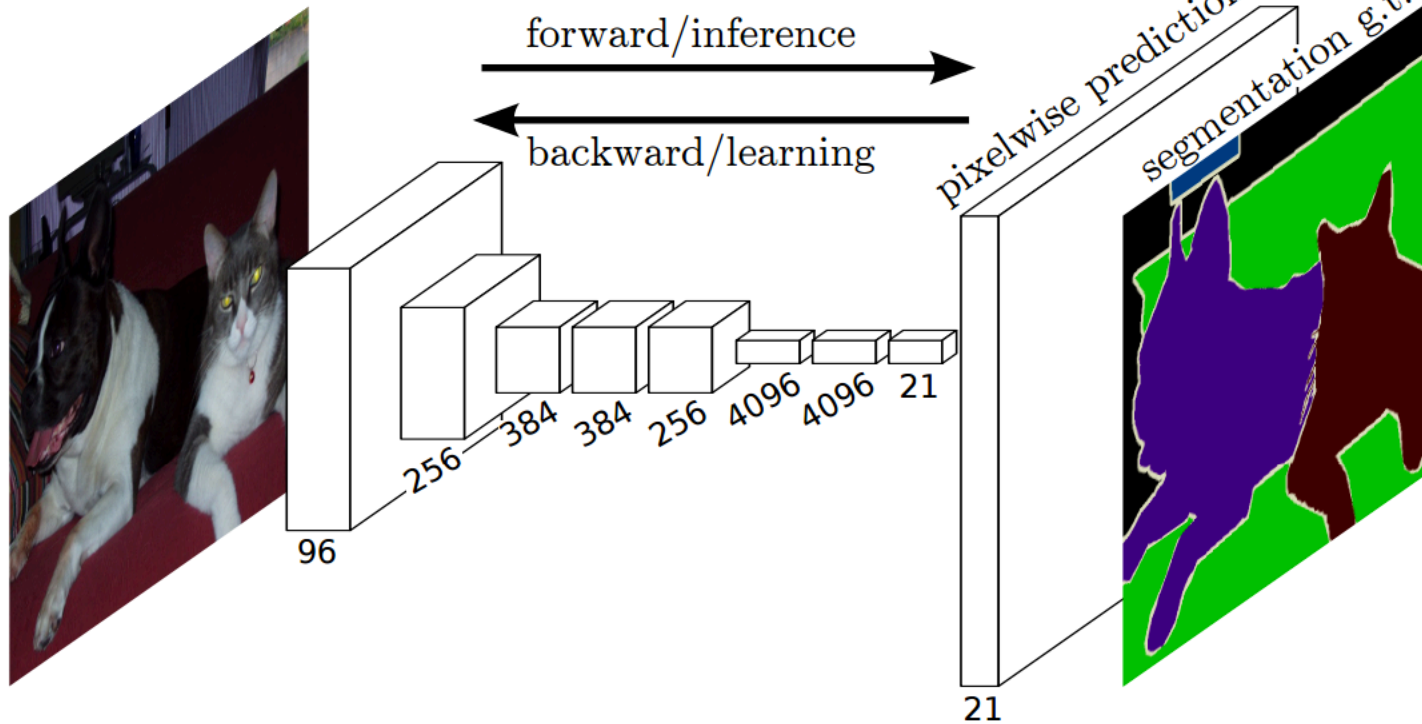 forward/inference
backward/learning
pixelwise prediction
segmentation g.t.
96
256
384
384
256
4096
4096
21
21